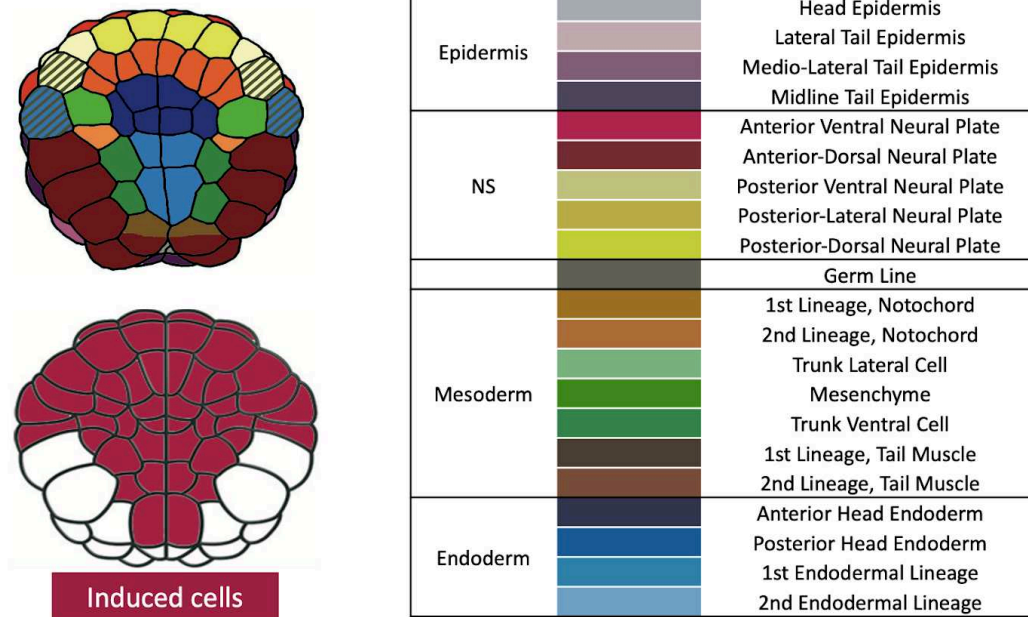 Head Epidermis
Lateral Tail Epidermis
Epidermis
Medio-Lateral Tail Epidermis
Midline Tail Epidermis
Anterior Ventral Neural Plate
Anterior-Dorsal Neural Plate
NS
Posterior Ventral Neural Plate
Posterior-Lateral Neural Plate
Posterior-Dorsal Neural Plate
Germ Line
1st Lineage, Notochord
2nd Lineage, Notochord
Trunk Lateral Cell
Mesoderm
Mesenchyme
Trunk Ventral Cell
1st Lineage, Tail Muscle
2nd Lineage, Tail Muscle
Anterior Head Endoderm
Endoderm
Posterior Head Endoderm
1st Endodermal Lineage
2nd Endodermal Lineage
Induced cells